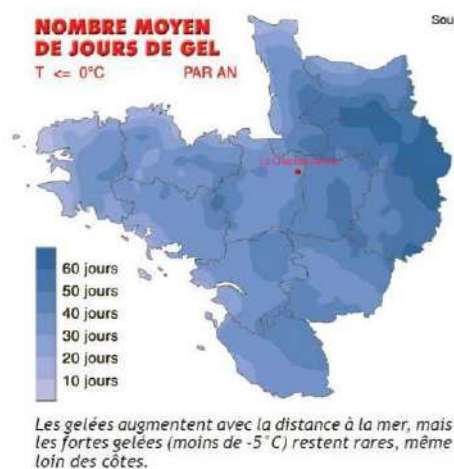 NOMBRE MOYEN
DE JOURS DE GEL
T <= 0°C PAR AN
Sou
60 jours
50 jours
40 jours
30 jours
20 jours
10 jours
Les gelées augmentent avec la distance à la mer, mais
les fortes gelées (moins de -5°C) restent rares, même
loin des côtes.